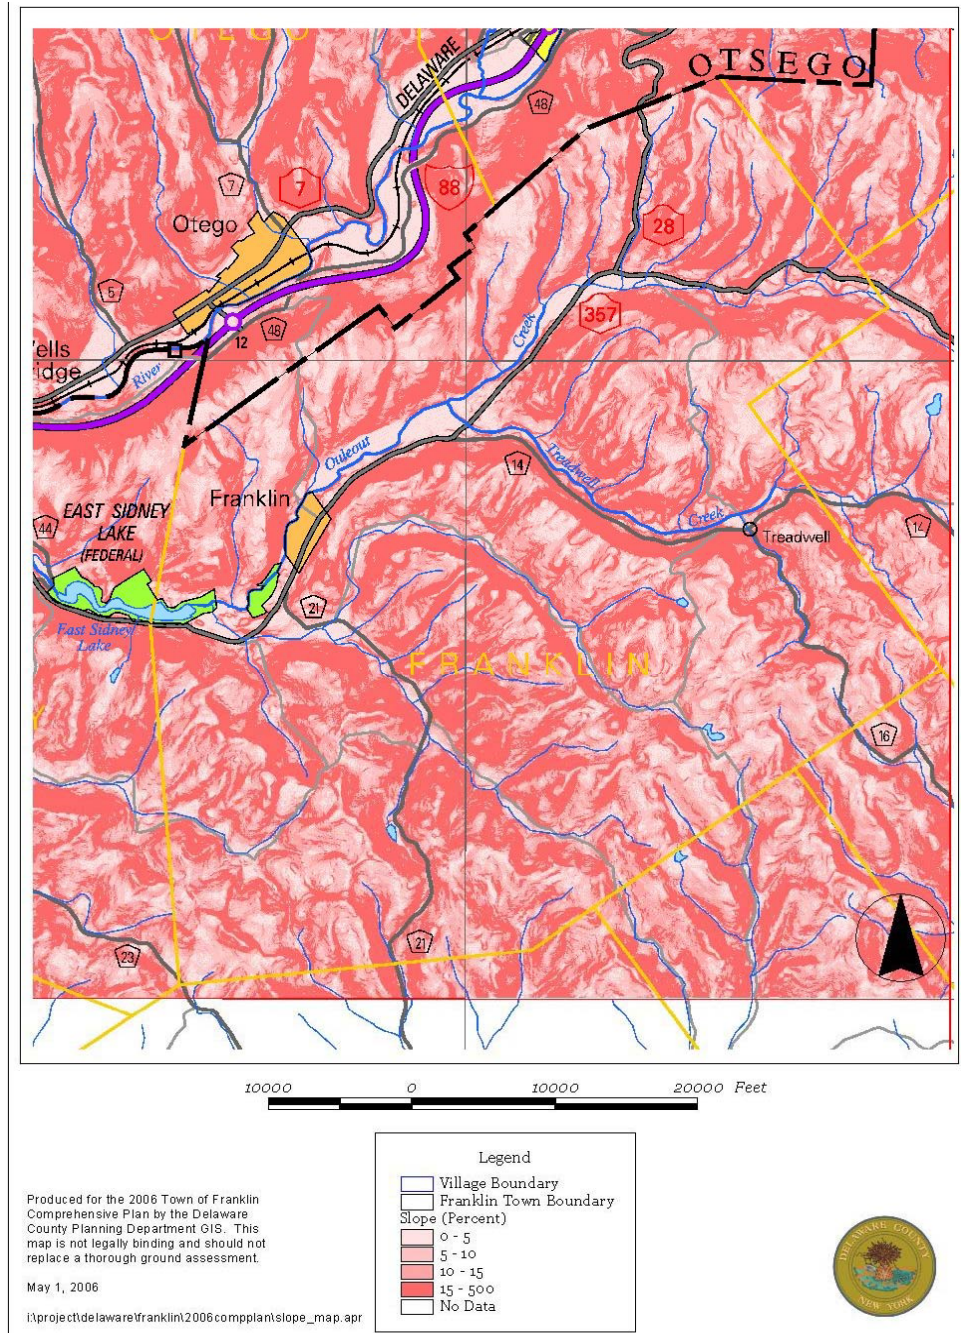 OTEGO
DELAWARE
OTSEGO
48
7
7
88
Otego
28
5
357
Creek
48
12
ells
idge
River
Ouleout
14
Treadwell
Franklin
44
EAST SIDNEY
LAKE
(FEDERAL)
Creek
Treadwell
14
21
East Sidney
Lake
FRANKLIN
Y
16
21
23
10000 0 10000 20000 Feet
Legend
Village Boundary
Franklin Town Boundary
Slope (Percent)
0 - 5
5 - 10
10 - 15
15 - 500
No Data
Produced for the 2006 Town of Franklin
Comprehensive Plan by the Delaware
County Planning Department GIS. This
map is not legally binding and should not
replace a thorough ground assessment.
May 1, 2006
i:\project\delaware\franklin\2006compplan\slope_map.apr
DELAWARE COUNTY
NEW YORK